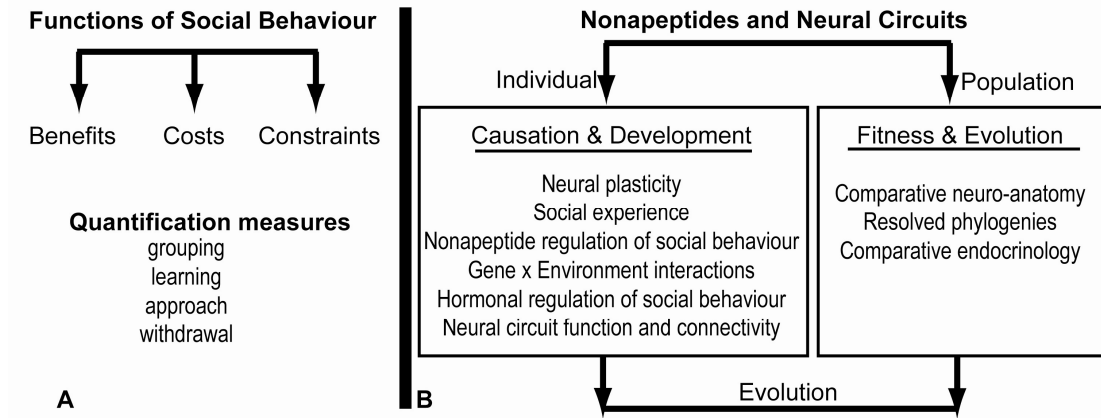 Functions of Social Behaviour
Benefits Costs Constraints
Quantification measures
grouping
learning
approach
withdrawal
A
Nonapeptides and Neural Circuits
Individual
Population
Causation & Development
Neural plasticity
Social experience
Nonapeptide regulation of social behaviour
Gene x Environment interactions
Hormonal regulation of social behaviour
Neural circuit function and connectivity
Fitness & Evolution
Comparative neuro-anatomy
Resolved phylogenies
Comparative endocrinology
B
Evolution